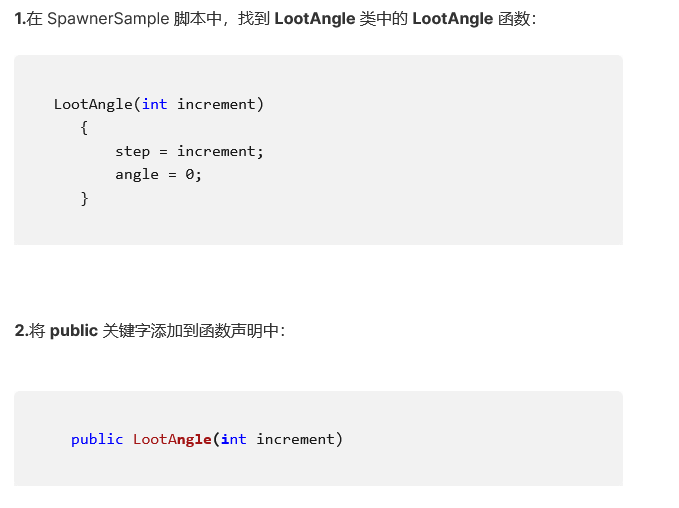 1.在 SpawnerSample 脚本中，找到 LootAngle 类中的 LootAngle 函数：
LootAngle(int increment)
{
step = increment;
angle = 0;
}
2.将 public 关键字添加到函数声明中：
public LootAngle(int increment)